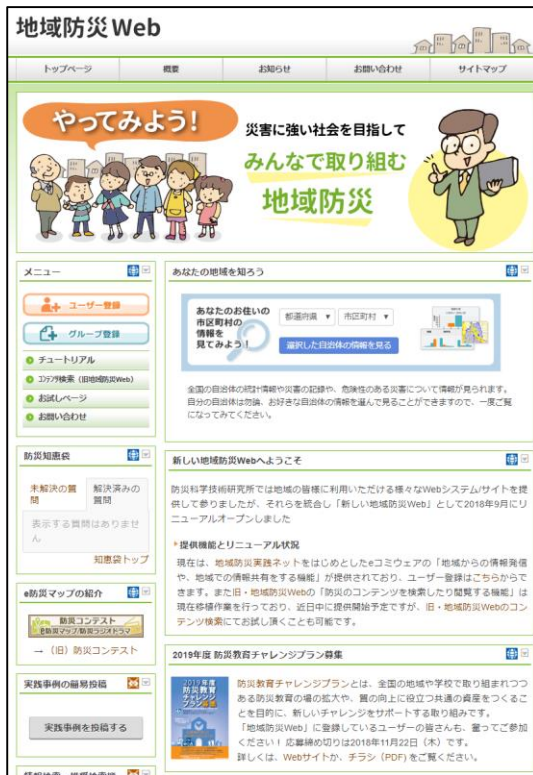 地域防災Web
トップページ
概要
お知らせ
お問い合わせ
サイトマップ
やってみよう!
災害に強い社会を目指して
みんなで取り組む
地域防災
メニュー
ユーザー登録
グループ登録
チュートリアル
コンテンツ検索（旧地域防災Web）
お試しページ
お問い合わせ
防災知恵袋
未解決の質
問
解決済みの
質問
表示する質問はありませ
ん
知恵袋トップ
e防災マップの紹介
防災コンテスト
e防災マップ/防災ラジオドラマ
→ （旧）防災コンテスト
実践事例の簡易投稿
実践事例を投稿する
あなたの地域を知ろう
あなたのお住いの
市区町村の
情報を
見てみよう!
都道府県
市区町村
選択した自治体の情報を見る
全国の自治体の統計情報や災害の記録や、危険性のある災害について情報が見られます。
自分の自治体は勿論、お好きな自治体の情報を選んで見ることができますので、一度ご覧
になってみてください。
新しい地域防災Webへようこそ
防災科学技術研究所では地域の皆様に利用いただける様々なWebシステム/サイトを提
供して参りましたが、それらを統合し「新しい地域防災Web」として2018年9月にリ
ニューアルオープンしました
提供機能とリニューアル状況
現在は、地域防災実践ネットをはじめとしたeコミウェアの「地域からの情報発信
や、地域での情報共有をする機能」が提供されており、ユーザー登録はこちらからで
きます。また旧・地域防災Webの「防災のコンテンツを検索したり閲覧する機能」は
現在移植作業を行っており、近日中に提供開始予定ですが、旧・地域防災Webのコン
テンツ検索にてお試し頂くことも可能です。
2019年度 防災教育チャレンジプラン募集
2019年度
防災教育
チャレンジ
プラン
防災教育チャレンジプランとは、全国の地域や学校で取り組まれつつ
ある防災教育の場の拡大や、質の向上に役立つ共通の資産をつくるこ
とを目的に、新しいチャレンジをサポートする取り組みです。
「地域防災Web」に登録しているユーザーの皆さんも、奮ってご参加
ください! 応募締め切りは2018年11月22日（木）です。
詳しくは、Webサイトか、チラシ（PDF）をご覧ください。